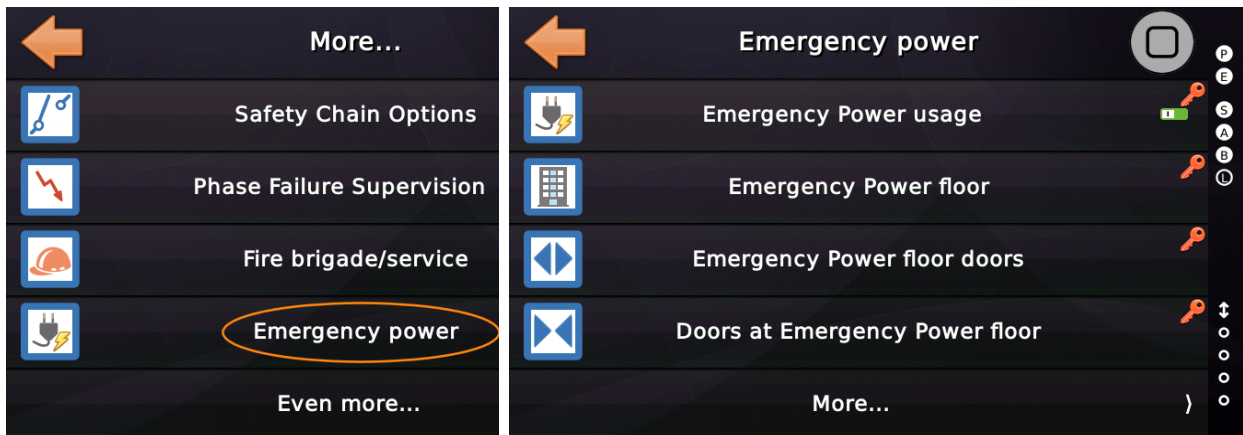 More...
Safety Chain Options
Phase Failure Supervision
Fire brigade/service
Emergency power
Even more...
Emergency power
Emergency Power usage
Emergency Power floor
Emergency Power floor doors
Doors at Emergency Power floor
More...
P
E
S
A
B
L